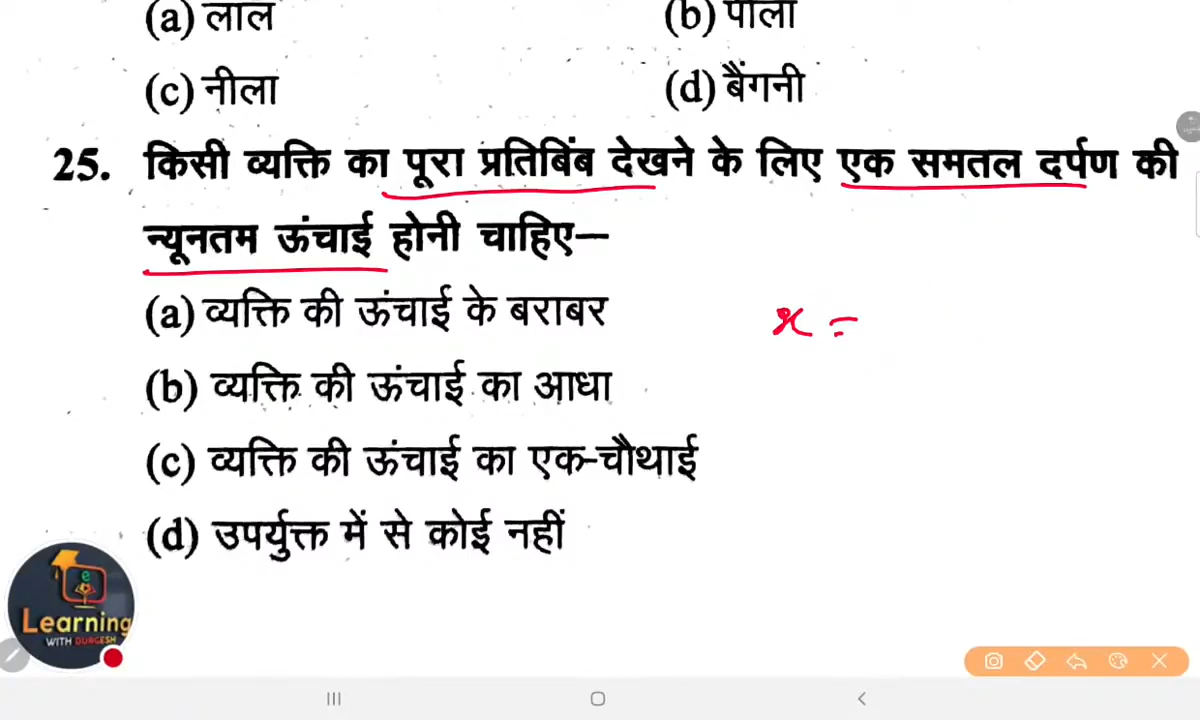 (a) लाल (b) पीला
(c) नीला (d) बैंगनी
25. किसी व्यक्ति का पूरा प्रतिबिंब देखने के लिए एक समतल दर्पण की
न्यूनतम ऊंचाई होनी चाहिए—
(a) व्यक्ति की ऊंचाई के बराबर
x =
(b) व्यक्ति की ऊंचाई का आधा
(c) व्यक्ति की ऊंचाई का एक-चौथाई
(d) उपर्युक्त में से कोई नहीं
e
Learning
WITH DURGESH